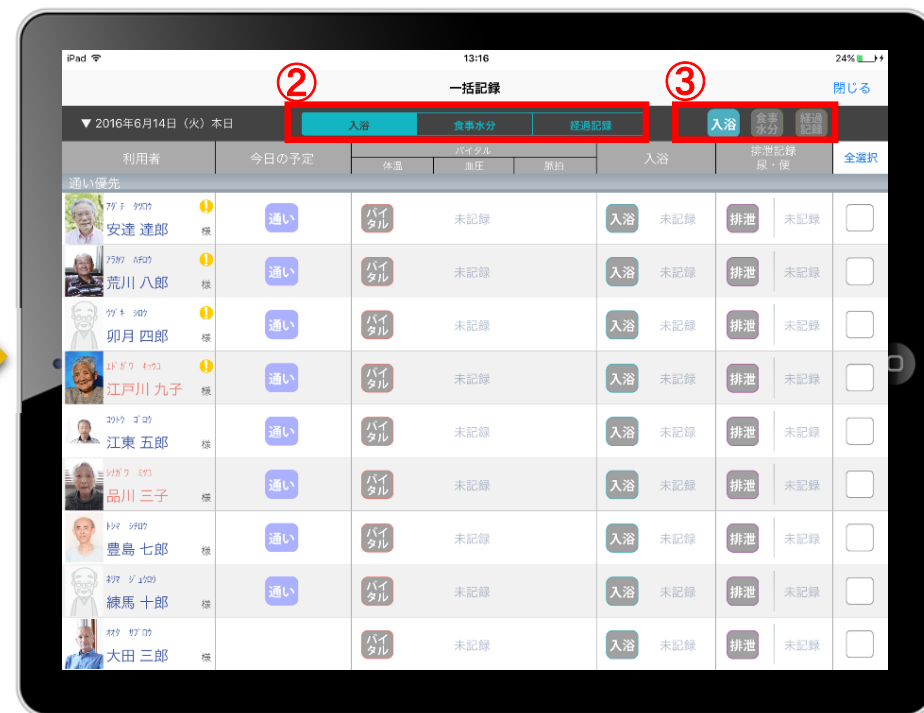 iPad 13:16 24%
② ③
一括記録 閉じる
▼ 2016年6月14日（火）本日 入浴 食事水分 経過記録 入浴 食事水分 経過記録
利用者 今日の予定 バイタル 体温 血圧 脈拍 入浴 排泄記録 尿・便 全選択
通い優先
ｱﾀﾞﾁ ﾀﾂﾛｳ
安達 達郎 様 通い バイタル 未記録 入浴 未記録 排泄 未記録
ｱﾗｶﾜ ﾊﾁﾛｳ
荒川 八郎 様 通い バイタル 未記録 入浴 未記録 排泄 未記録
ｳﾂﾞｷ ｼﾛｳ
卯月 四郎 様 通い バイタル 未記録 入浴 未記録 排泄 未記録
ｴﾄﾞｶﾞﾜ ｷｭｳｺ
江戸川 九子 様 通い バイタル 未記録 入浴 未記録 排泄 未記録
ｺｳﾄｳ ｺﾞﾛｳ
江東 五郎 様 通い バイタル 未記録 入浴 未記録 排泄 未記録
ｼﾅｶﾞﾜ ﾐﾂｺ
品川 三子 様 通い バイタル 未記録 入浴 未記録 排泄 未記録
ﾄｼﾏ ｼﾁﾛｳ
豊島 七郎 様 通い バイタル 未記録 入浴 未記録 排泄 未記録
ﾈﾘﾏ ｼﾞｭｳﾛｳ
練馬 十郎 様 通い バイタル 未記録 入浴 未記録 排泄 未記録
ｵｵﾀ ｻﾌﾞﾛｳ
大田 三郎 様 バイタル 未記録 入浴 未記録 排泄 未記録